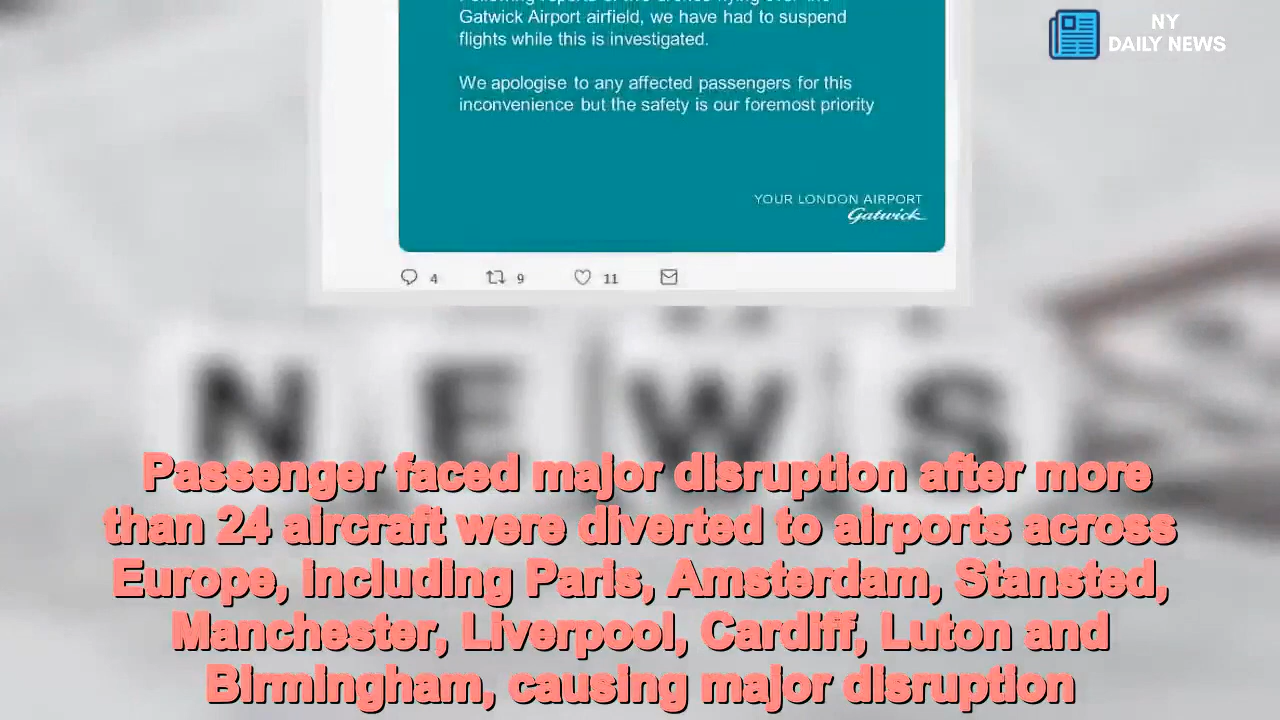 NY
DAILY NEWS
Gatwick Airport airfield, we have had to suspend
flights while this is investigated.
We apologise to any affected passengers for this
inconvenience but the safety is our foremost priority
YOUR LONDON AIRPORT
Gatwick
4 9 11
NEWS
Passenger faced major disruption after more
than 24 aircraft were diverted to airports across
Europe, including Paris, Amsterdam, Stansted,
Manchester, Liverpool, Cardiff, Luton and
Birmingham, causing major disruption